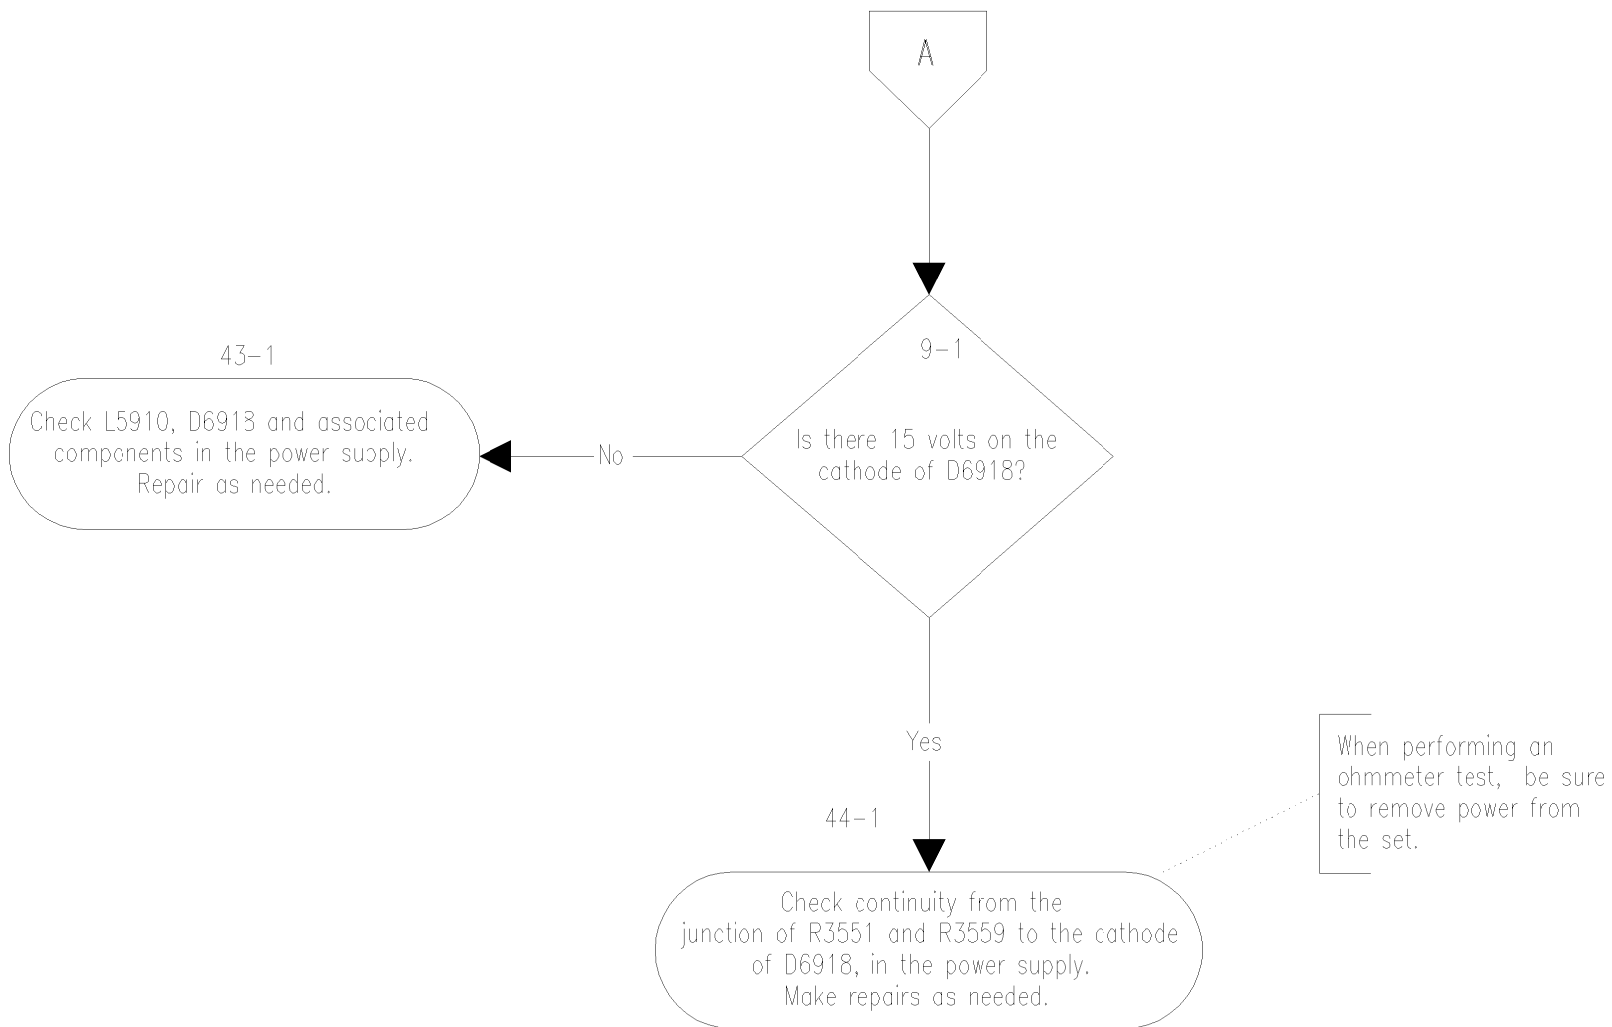 A
9-1
Is there 15 volts on the
cathode of D6918?
No
43-1
Check L5910, D6918 and associated
components in the power supply.
Repair as needed.
Yes
44-1
Check continuity from the
junction of R3551 and R3559 to the cathode
of D6918, in the power supply.
Make repairs as needed.
When performing an
ohmmeter test, be sure
to remove power from
the set.